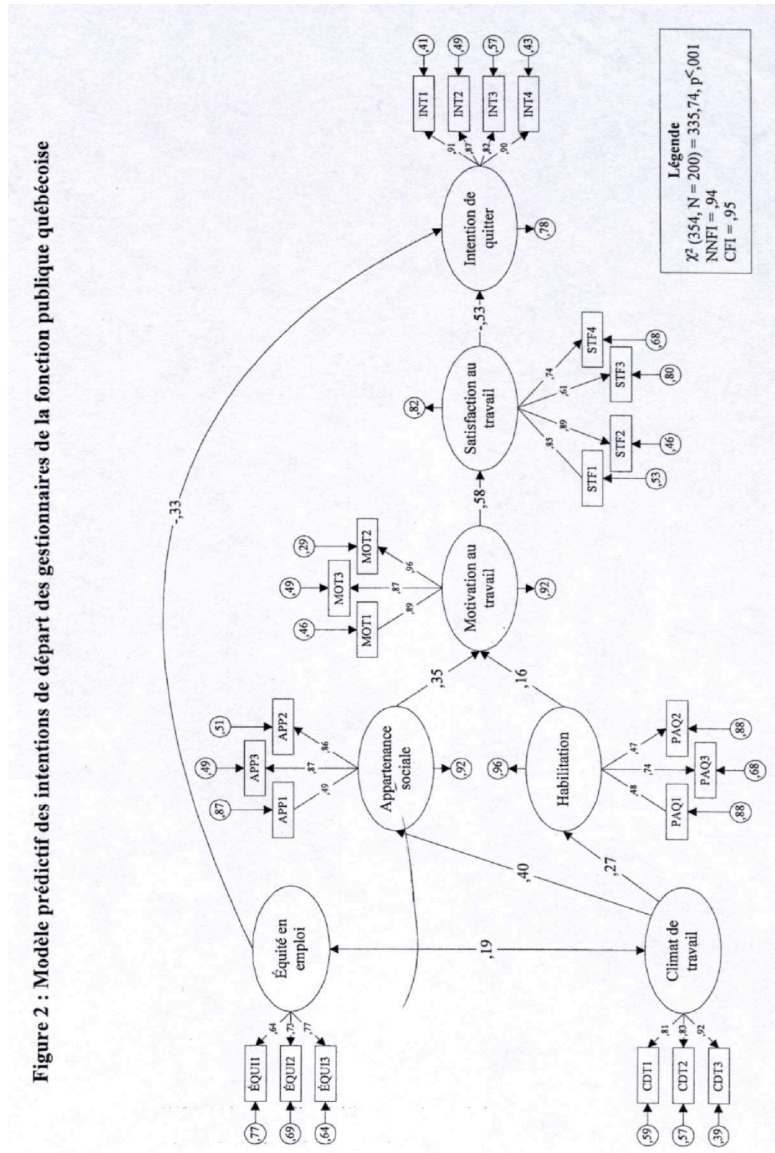 Figure 2 : Modèle prédictif des intentions de départ des gestionnaires de la fonction publique québécoise
-,33
,77
ÉQUI1
,64
,69
ÉQUI2
,73
,64
ÉQUI3
,77
Équité en
emploi
,19
,59
CDT1
,81
,57
CDT2
,83
,39
CDT3
,92
Climat de
travail
,40
,27
,87
APP1
,49
,49
APP3
,87
,51
APP2
,86
Appartenance
sociale
,92
,35
,96
Habilitation
,16
,48
PAQ1
,88
,74
PAQ3
,68
,47
PAQ2
,88
,46
MOT1
,89
,49
MOT3
,87
,29
MOT2
,96
Motivation au
travail
,92
,58
,82
Satisfaction au
travail
,85
STF1
,53
,89
STF2
,46
,61
STF3
,80
,74
STF4
,68
-,53
Intention de
quitter
,78
,91
INT1
,41
,87
INT2
,49
,82
INT3
,57
,90
INT4
,43
Légende
χ² (354, N = 200) = 335,74, p<,001
NNFI = ,94
CFI = ,95